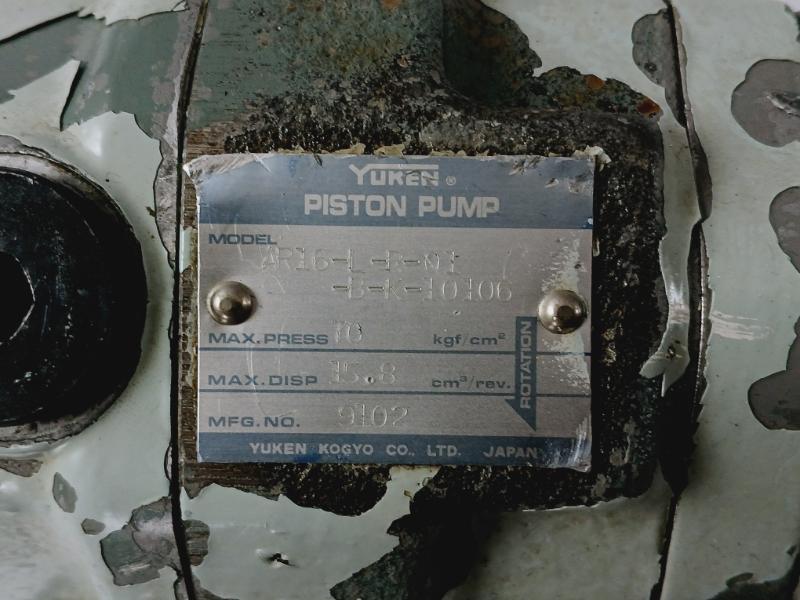 YUKEN®
PISTON PUMP
MODEL AR16-L-R-01
-B-K-10106
MAX. PRESS 70 kgf/cm²
MAX. DISP 15.8 cm³/rev.
MFG. NO. 9102
ROTATION
YUKEN KOGYO CO., LTD. JAPAN